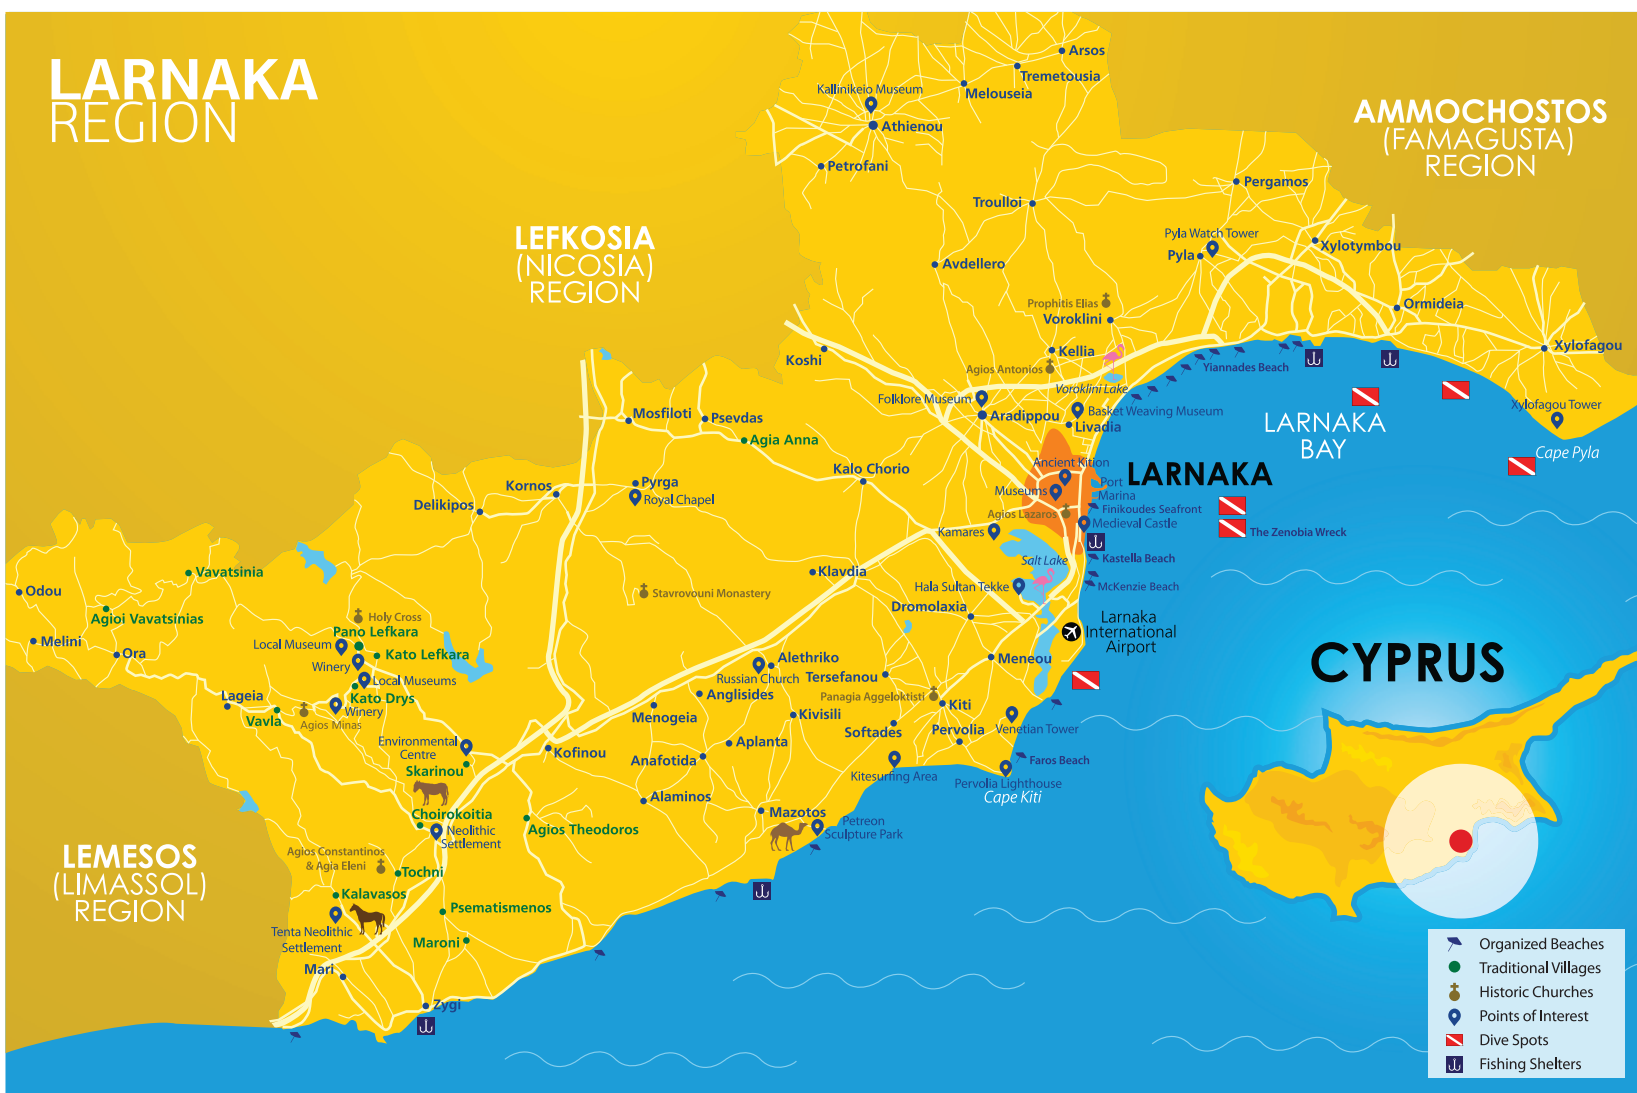 LARNAKA
REGION
LEFKOSIA
(NICOSIA)
REGION
AMMOCHOSTOS
(FAMAGUSTA)
REGION
LEMESOS
(LIMASSOL)
REGION
Arsos
Tremetousia
Melouseia
Kallinikeio Museum
Athienou
Petrofani
Troulloi
Pergamos
Pyla Watch Tower
Pyla
Xylotymbou
Avdellero
Prophitis Elias
Voroklini
Ormideia
Koshi
Kellia
Xylofagou
Agios Antonios
Voroklini Lake
Yiannades Beach
Folklore Museum
Aradippou
Basket Weaving Museum
Livadia
Xylofagou Tower
Cape Pyla
LARNAKA
BAY
Mosfiloti
Psevdas
Agia Anna
Kalo Chorio
Ancient Kition
LARNAKA
Museums
Port
Marina
Agios Lazaros
Finikoudes Seafront
Medieval Castle
The Zenobia Wreck
Kornos
Pyrga
Royal Chapel
Delikipos
Kamares
Salt Lake
Kastella Beach
McKenzie Beach
Klavdia
Hala Sultan Tekke
Dromolaxia
Stavrovouni Monastery
Larnaka
International
Airport
Vavatsinia
Odou
Agioi Vavatsinias
Melini
Ora
Holy Cross
Pano Lefkara
Local Museum
Kato Lefkara
Winery
Local Museums
Kato Drys
Winery
Lageia
Vavla
Agios Minas
Alethriko
Russian Church
Tersefanou
Meneou
Anglisides
Panagia Aggeloktisti
Kiti
Menogeia
Kivisili
Softades
Pervolia
Venetian Tower
Environmental
Centre
Skarinou
Kofinou
Aplanta
Anafotida
Kitesurfing Area
Faros Beach
Pervolia Lighthouse
Cape Kiti
Alaminos
Mazotos
Petreon
Sculpture Park
Choirokoitia
Neolithic
Settlement
Agios Theodoros
Agios Constantinos
& Agia Eleni
Tochni
Kalavasos
Psematismenos
Tenta Neolithic
Settlement
Maroni
Mari
Zygi
CYPRUS
Organized Beaches
Traditional Villages
Historic Churches
Points of Interest
Dive Spots
Fishing Shelters